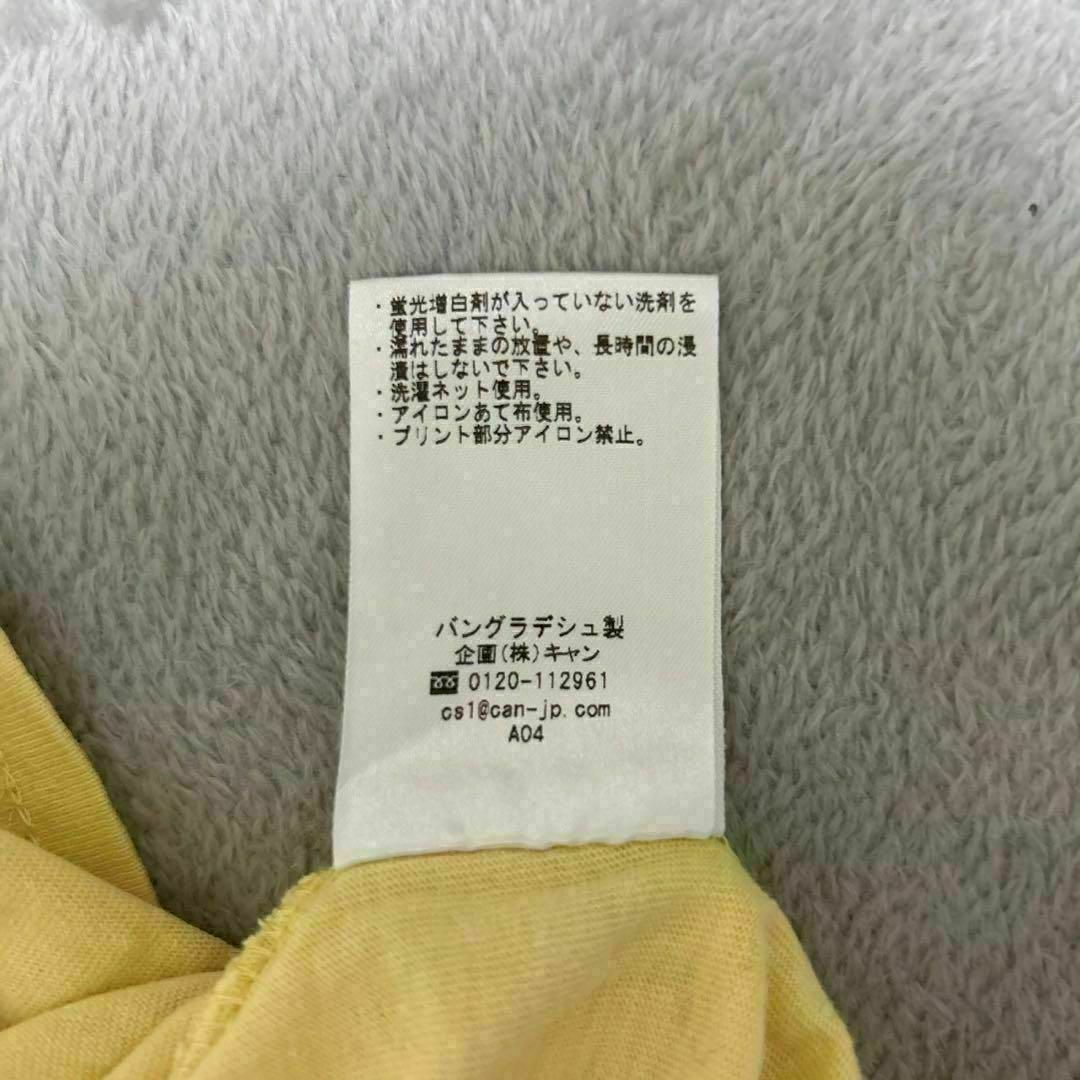 ・蛍光増白剤が入っていない洗剤を
使用して下さい。
・濡れたままの放置や、長時間の浸
漬はしないで下さい。
・洗濯ネット使用。
・アイロンあて布使用。
・プリント部分アイロン禁止。
バングラデシュ製
企画(株)キャン
0120-112961
cs1@can-jp.com
A04